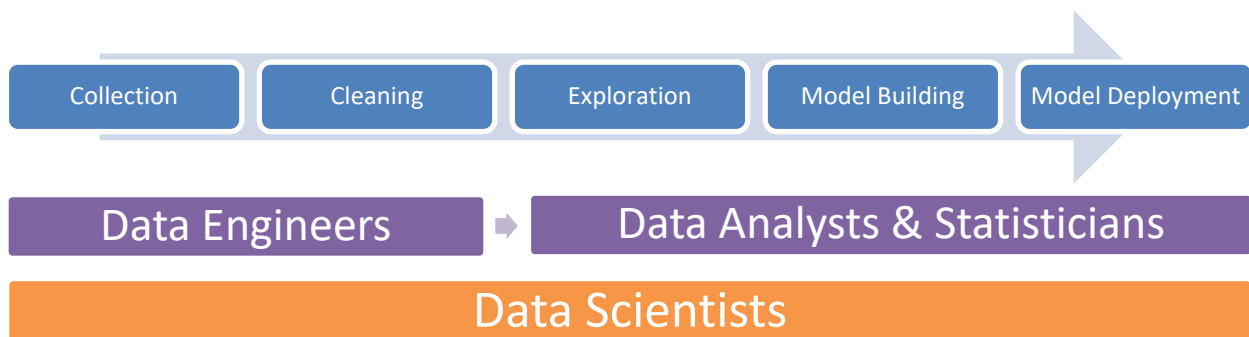 Collection Cleaning Exploration Model Building Model Deployment
Data Engineers Data Analysts & Statisticians
Data Scientists